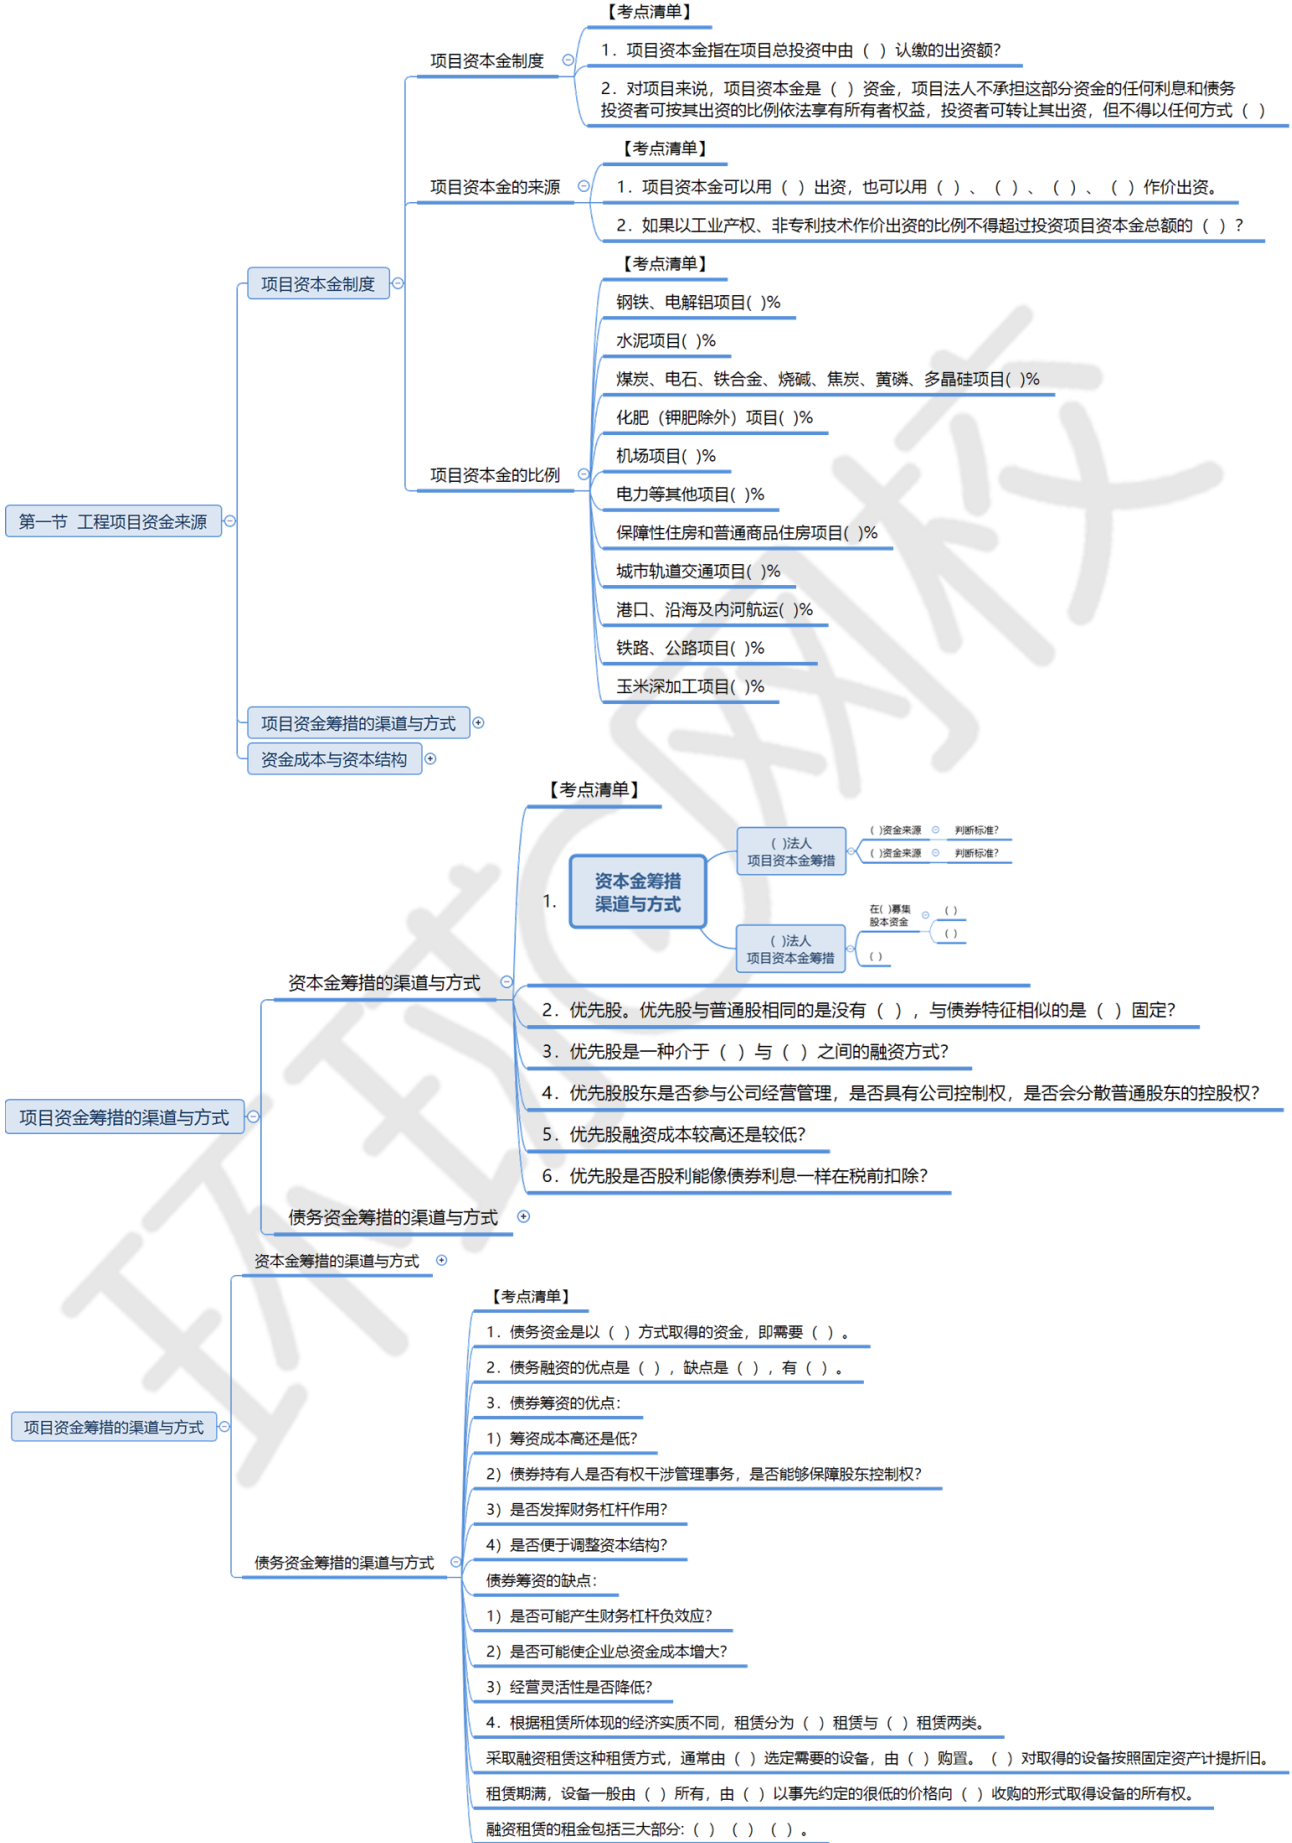 【考点清单】
项目资本金制度
1. 项目资本金指在项目总投资中由（ ）认缴的出资额？
2. 对项目来说，项目资本金是（ ）资金，项目法人不承担这部分资金的任何利息和债务
投资者可按其出资的比例依法享有所有者权益，投资者可转让其出资，但不得以任何方式（ ）
【考点清单】
项目资本金的来源
1. 项目资本金可以用（ ）出资，也可以用（ ）、（ ）、（ ）、（ ）作价出资。
2. 如果以工业产权、非专利技术作价出资的比例不得超过投资项目资本金总额的（ ）？
项目资本金制度
【考点清单】
钢铁、电解铝项目( )%
水泥项目( )%
煤炭、电石、铁合金、烧碱、焦炭、黄磷、多晶硅项目( )%
化肥（钾肥除外）项目( )%
机场项目( )%
项目资本金的比例
电力等其他项目( )%
第一节 工程项目资金来源
保障性住房和普通商品住房项目( )%
城市轨道交通项目( )%
港口、沿海及内河航运( )%
铁路、公路项目( )%
玉米深加工项目( )%
项目资金筹措的渠道与方式
资金成本与资本结构
【考点清单】
1.
资本金筹措
渠道与方式
( )法人
项目资本金筹措
( )资金来源
判断标准？
( )资金来源
判断标准？
( )法人
项目资本金筹措
在( )募集
股本资金
( )
( )
( )
资本金筹措的渠道与方式
2. 优先股。优先股与普通股相同的是没有（ ），与债券特征相似的是（ ）固定？
3. 优先股是一种介于（ ）与（ ）之间的融资方式？
4. 优先股股东是否参与公司经营管理，是否具有公司控制权，是否会分散普通股东的控股权？
项目资金筹措的渠道与方式
5. 优先股融资成本较高还是较低？
6. 优先股是否股利能像债券利息一样在税前扣除？
债务资金筹措的渠道与方式
资本金筹措的渠道与方式
【考点清单】
1. 债务资金是以（ ）方式取得的资金，即需要（ ）。
2. 债务融资的优点是（ ），缺点是（ ），有（ ）。
3. 债券筹资的优点：
项目资金筹措的渠道与方式
1）筹资成本高还是低？
2）债券持有人是否有权干涉管理事务，是否能够保障股东控制权？
3）是否发挥财务杠杆作用？
4）是否便于调整资本结构？
债务资金筹措的渠道与方式
债券筹资的缺点：
1）是否可能产生财务杠杆负效应？
2）是否可能使企业总资金成本增大？
3）经营灵活性是否降低？
4. 根据租赁所体现的经济实质不同，租赁分为（ ）租赁与（ ）租赁两类。
采取融资租赁这种租赁方式，通常由（ ）选定需要的设备，由（ ）购置。（ ）对取得的设备按照固定资产计提折旧。
租赁期满，设备一般由（ ）所有，由（ ）以事先约定的很低的价格向（ ）收购的形式取得设备的所有权。
融资租赁的租金包括三大部分:（ ）（ ）（ ）。
环球网校